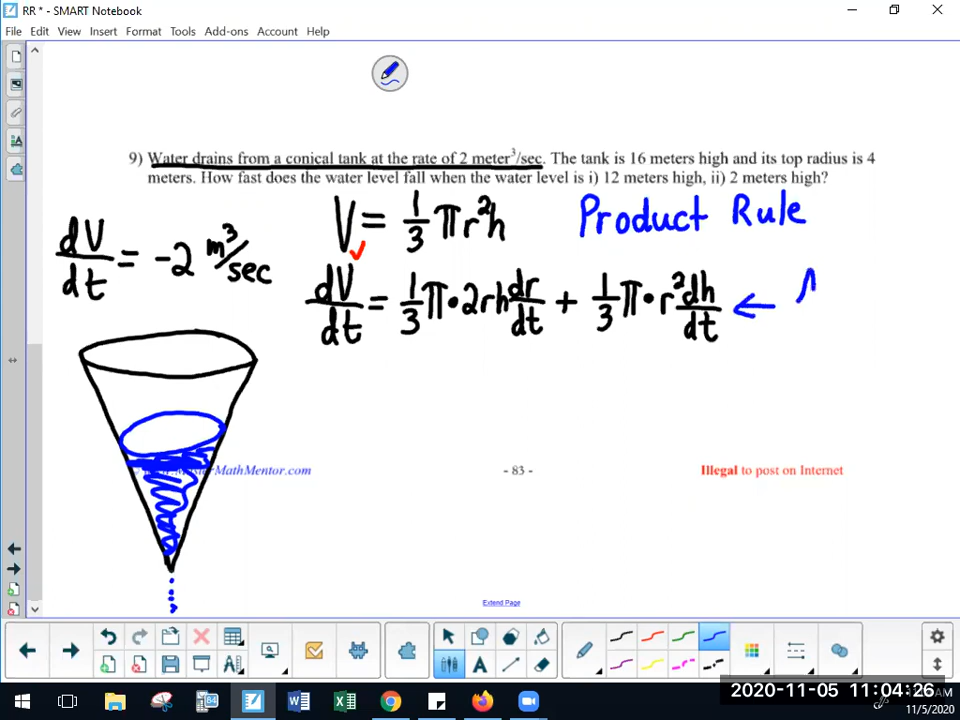 RR * - SMART Notebook
File Edit View Insert Format Tools Add-ons Account Help
9) Water drains from a conical tank at the rate of 2 meter³/sec. The tank is 16 meters high and its top radius is 4
meters. How fast does the water level fall when the water level is i) 12 meters high, ii) 2 meters high?
V = 1/3 πr²h
Product Rule
dV/dt = -2 m³/sec
dV/dt = 1/3 π • 2rh dr/dt + 1/3 π • r² dh/dt ←
MasterMathMentor.com
- 83 -
Illegal to post on Internet
Extend Page
2020-11-05 11:04:26
11/5/2020